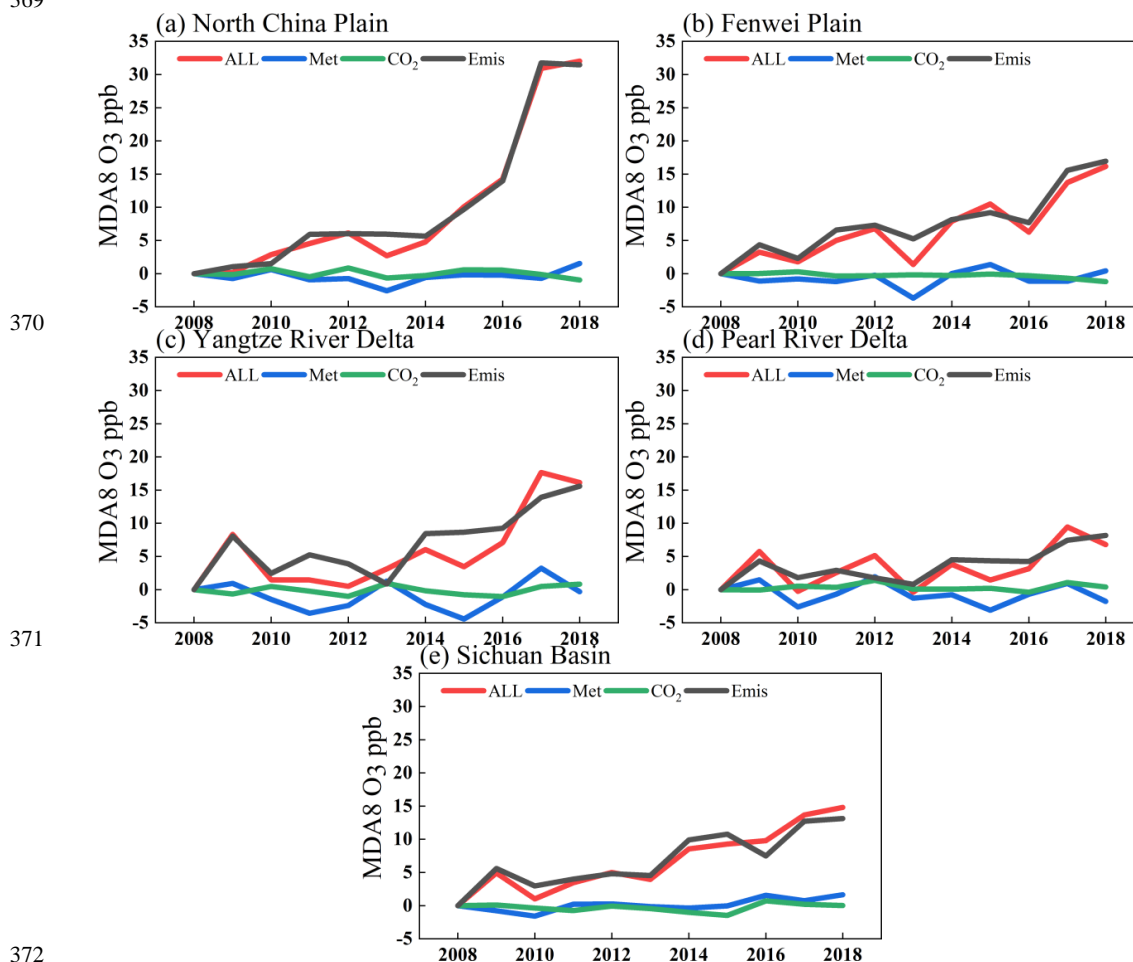 369
(a) North China Plain
ALL Met CO₂ Emis
MDA8 O3 ppb
35
30
25
20
15
10
5
0
-5
2008 2010 2012 2014 2016 2018
(b) Fenwei Plain
ALL Met CO₂ Emis
MDA8 O3 ppb
35
30
25
20
15
10
5
0
-5
2008 2010 2012 2014 2016 2018
370
(c) Yangtze River Delta
ALL Met CO₂ Emis
MDA8 O3 ppb
35
30
25
20
15
10
5
0
-5
2008 2010 2012 2014 2016 2018
(d) Pearl River Delta
ALL Met CO₂ Emis
MDA8 O3 ppb
35
30
25
20
15
10
5
0
-5
2008 2010 2012 2014 2016 2018
371
(e) Sichuan Basin
ALL Met CO₂ Emis
MDA8 O3 ppb
35
30
25
20
15
10
5
0
-5
2008 2010 2012 2014 2016 2018
372